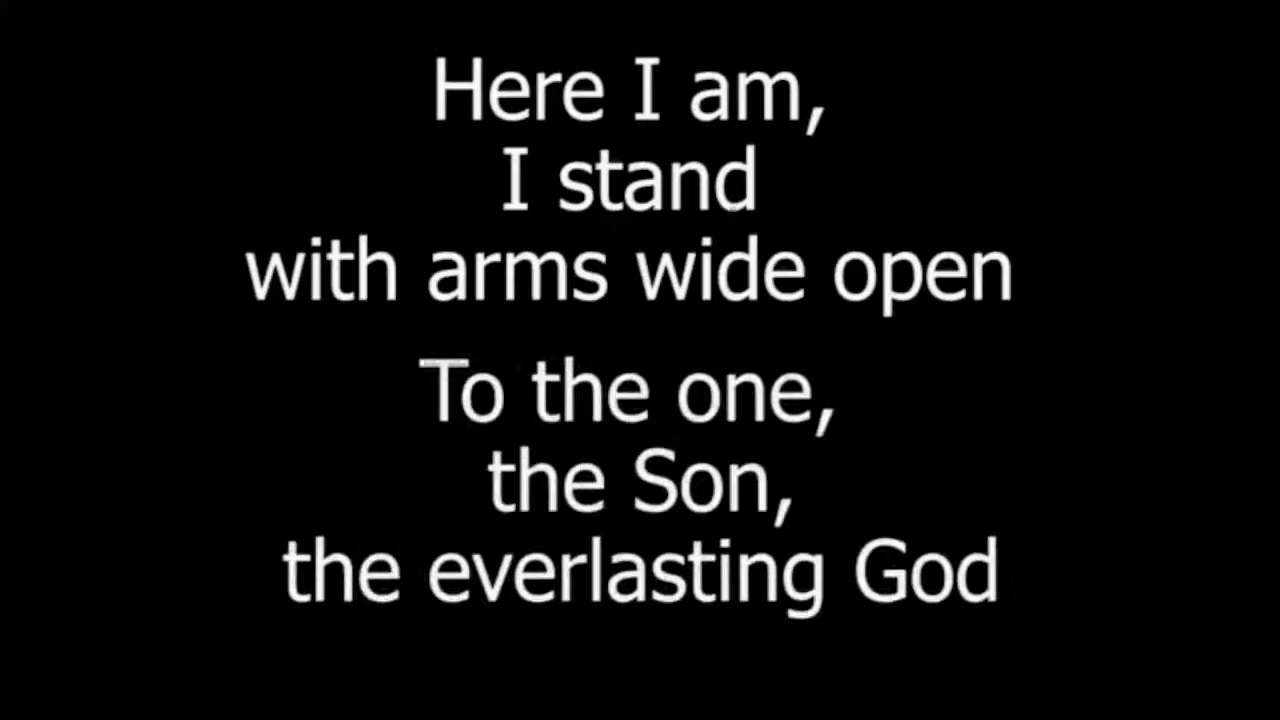 Here I am,
I stand
with arms wide open
To the one,
the Son,
the everlasting God